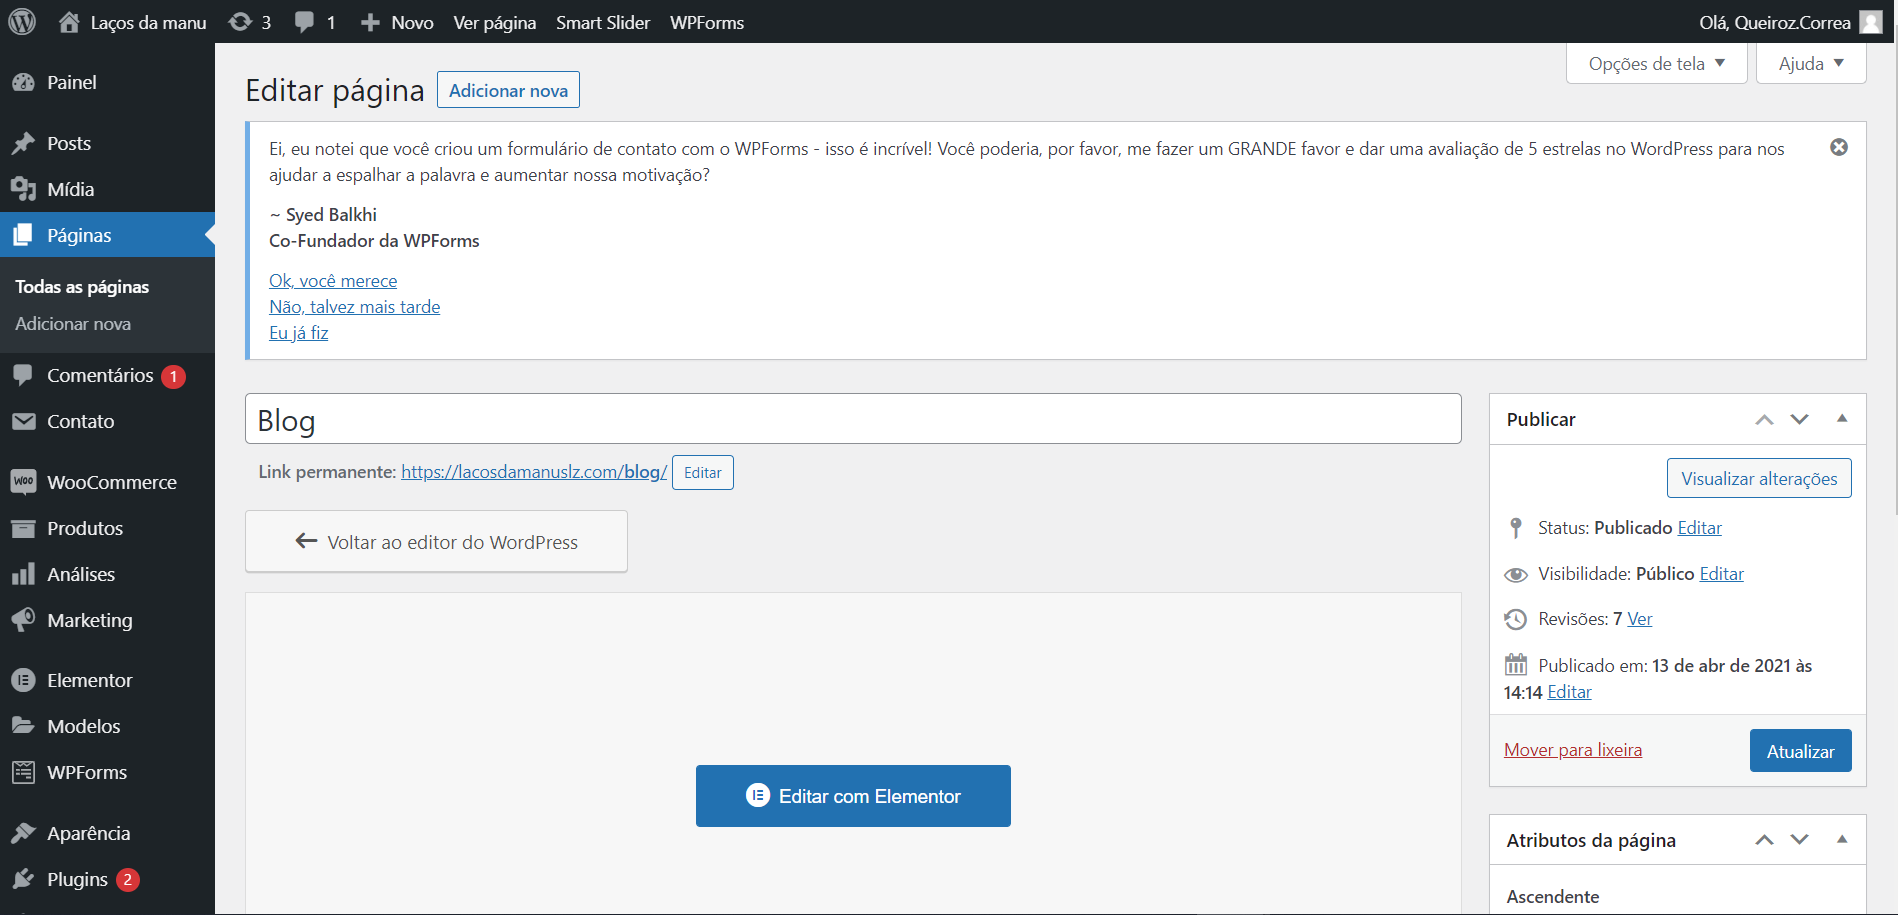 Laços da manu
3
1
Novo
Ver página
Smart Slider
WPForms
Olá, Queiroz.Correa
Painel
Posts
Mídia
Páginas
Todas as páginas
Adicionar nova
Comentários 1
Contato
WooCommerce
Produtos
Análises
Marketing
Elementor
Modelos
WPForms
Aparência
Plugins 2
Opções de tela
Ajuda
Editar página
Adicionar nova
Ei, eu notei que você criou um formulário de contato com o WPForms - isso é incrível! Você poderia, por favor, me fazer um GRANDE favor e dar uma avaliação de 5 estrelas no WordPress para nos
ajudar a espalhar a palavra e aumentar nossa motivação?
~ Syed Balkhi
Co-Fundador da WPForms
Ok, você merece
Não, talvez mais tarde
Eu já fiz
Blog
Link permanente: https://lacosdamanuslz.com/blog/ Editar
Voltar ao editor do WordPress
Editar com Elementor
Publicar
Visualizar alterações
Status: Publicado Editar
Visibilidade: Público Editar
Revisões: 7 Ver
Publicado em: 13 de abr de 2021 às
14:14 Editar
Mover para lixeira
Atualizar
Atributos da página
Ascendente